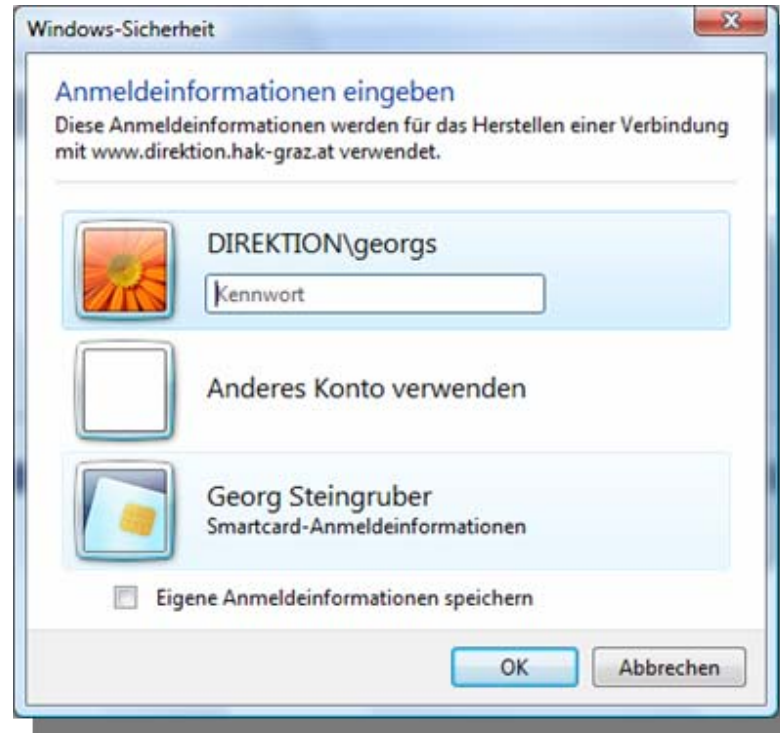 Windows-Sicherheit
Anmeldeinformationen eingeben
Diese Anmeldeinformationen werden für das Herstellen einer Verbindung
mit www.direktion.hak-graz.at verwendet.
DIREKTION\georgs
Kennwort
Anderes Konto verwenden
Georg Steingruber
Smartcard-Anmeldeinformationen
Eigene Anmeldeinformationen speichern
OK Abbrechen